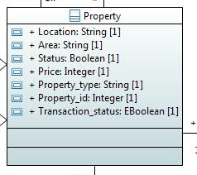 Property
+ Location: String [1]
+ Area: String [1]
+ Status: Boolean [1]
+ Price: Integer [1]
+ Property_type: String [1]
+ Property_id: Integer [1]
+ Transaction_status: EBoolean [1]
+